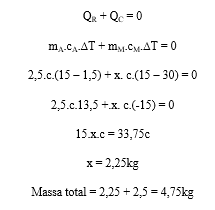 Q_R + Q_C = 0
m_A.c_A.ΔT + m_M.c_M.ΔT = 0
2,5.c.(15 – 1,5) + x. c.(15 – 30) = 0
2,5.c.13,5 +.x. c.(-15) = 0
15.x.c = 33,75c
x = 2,25kg
Massa total = 2,25 + 2,5 = 4,75kg